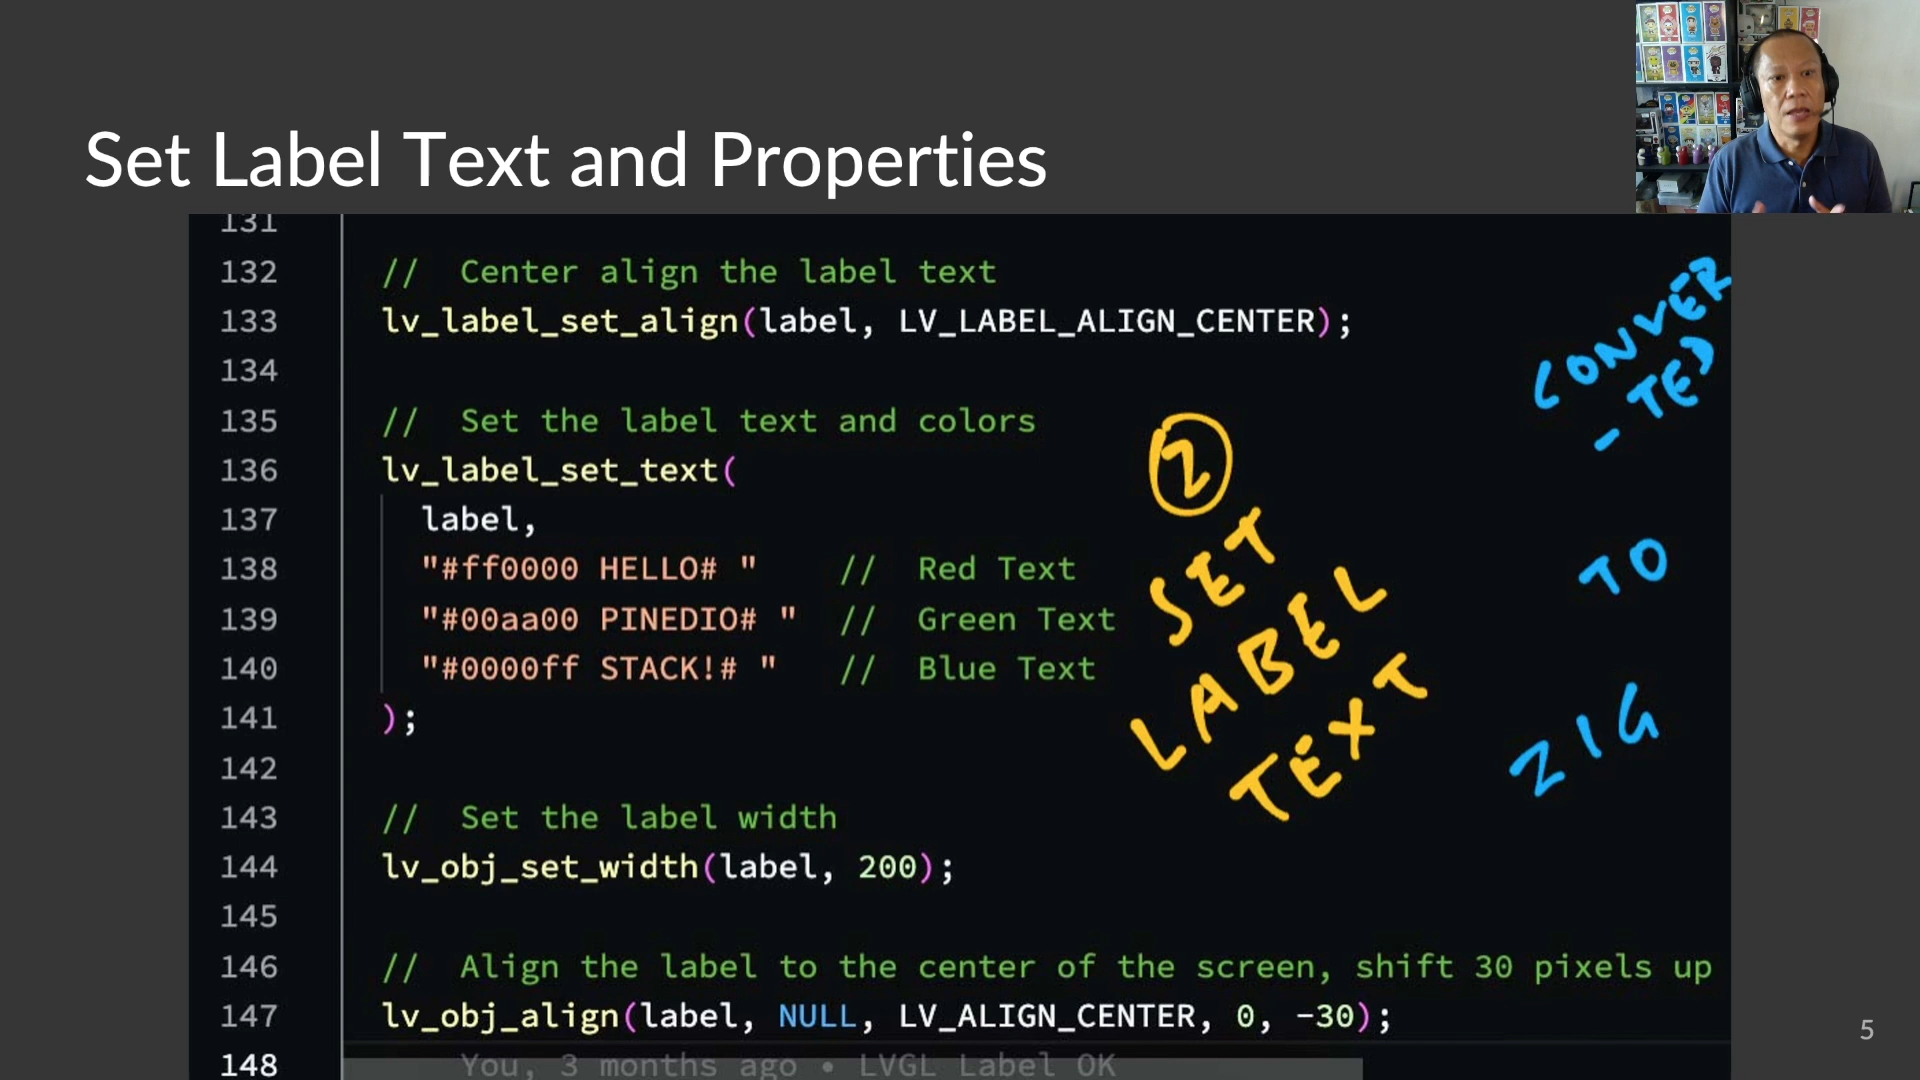 Set Label Text and Properties
131
132 // Center align the label text
133 lv_label_set_align(label, LV_LABEL_ALIGN_CENTER);
134
135 // Set the label text and colors
136 lv_label_set_text(
137 label,
138 "#ff0000 HELLO# " // Red Text
139 "#00aa00 PINEDIO# " // Green Text
140 "#0000ff STACK!# " // Blue Text
141 );
142
143 // Set the label width
144 lv_obj_set_width(label, 200);
145
146 // Align the label to the center of the screen, shift 30 pixels up
147 lv_obj_align(label, NULL, LV_ALIGN_CENTER, 0, -30);
148 You, 3 months ago • LVGL Label OK
2
SET
LABEL
TEXT
CONVER
-TED
TO
ZIG
5